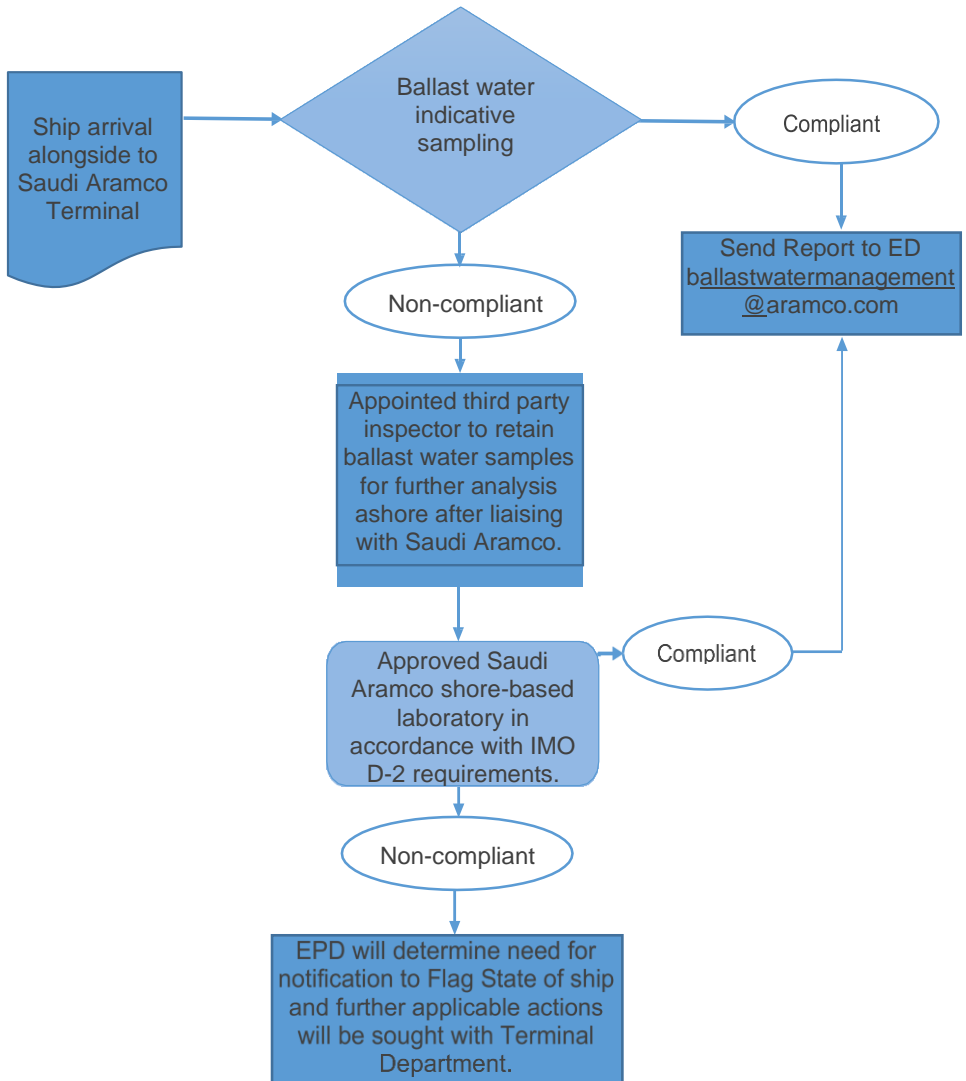 Ship arrival
alongside to
Saudi Aramco
Terminal
Ballast water
indicative
sampling
Compliant
Send Report to ED
ballastwatermanagement
@aramco.com
Non-compliant
Appointed third party
inspector to retain
ballast water samples
for further analysis
ashore after liaising
with Saudi Aramco.
Approved Saudi
Aramco shore-based
laboratory in
accordance with IMO
D-2 requirements.
Compliant
Non-compliant
EPD will determine need for
notification to Flag State of ship
and further applicable actions
will be sought with Terminal
Department.